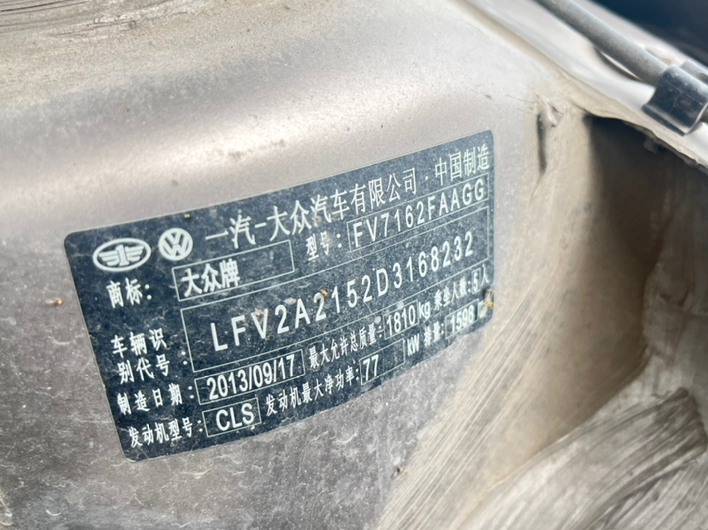 一汽-大众汽车有限公司·中国制造
商标: 大众牌 型号: FV7162FAAGG
车辆识别代号: LFV2A2152D3168232
制造日期: 2013/09/17 最大允许总质量: 1810kg 乘坐人数: 5人
发动机型号: CLS 发动机最大净功率: 77 kW 排量: 1598